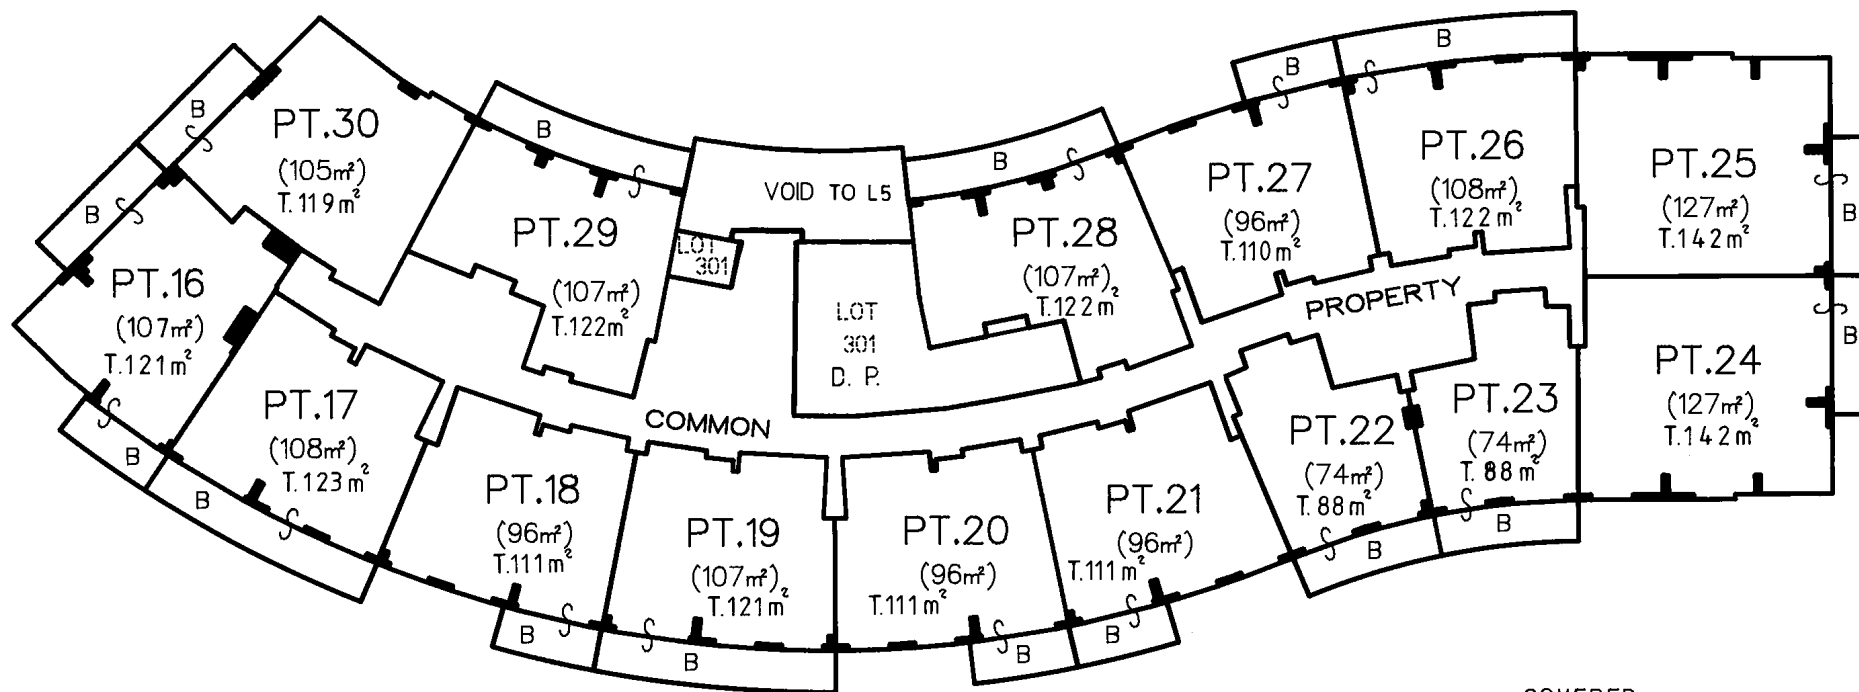 PT.30
(105m²)
T.119m²
B
B
PT.16
(107m²)
T.121m²
B
PT.17
(108m²)
T.123m²
B
B
PT.29
(107m²)
T.122m²
VOID TO L5
LOT
301
LOT
301
D. P.
B
PT.28
(107m²)
T.122m²
B
PT.27
(96m²)
T.110m²
B
PT.26
(108m²)
T.122m²
PT.25
(127m²)
T.142m²
B
PROPERTY
COMMON
PT.18
(96m²)
T.111m²
B
PT.19
(107m²)
T.121m²
B
PT.20
(96m²)
T.111m²
B
PT.21
(96m²)
T.111m²
B
PT.22
(74m²)
T.88m²
B
PT.23
(74m²)
T.88m²
B
PT.24
(127m²)
T.142m²
B